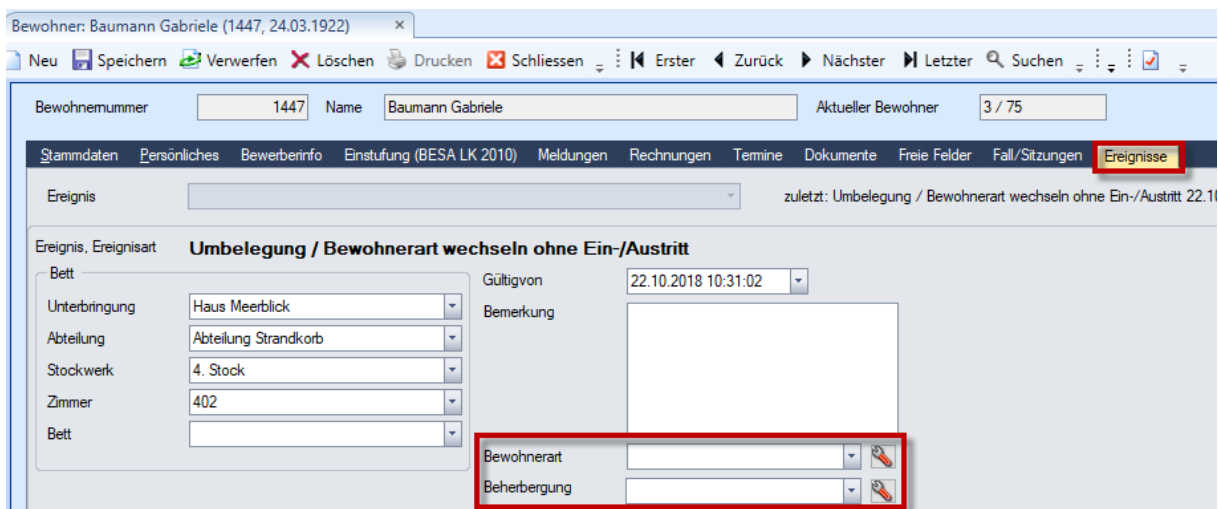 Bewohner: Baumann Gabriele (1447, 24.03.1922) ×
Neu Speichern Verwerfen Löschen Drucken Schliessen Erster Zurück Nächster Letzter Suchen
Bewohnernummer 1447 Name Baumann Gabriele Aktueller Bewohner 3 / 75
Stammdaten Persönliches Bewerberinfo Einstufung (BESA LK 2010) Meldungen Rechnungen Termine Dokumente Freie Felder Fall/Sitzungen Ereignisse
Ereignis zuletzt: Umbelegung / Bewohnerart wechseln ohne Ein-/Austritt 22.10
Ereignis, Ereignisart Umbelegung / Bewohnerart wechseln ohne Ein-/Austritt
Bett
Gültigvon 22.10.2018 10:31:02
Unterbringung Haus Meerblick
Bemerkung
Abteilung Abteilung Strandkorb
Stockwerk 4. Stock
Zimmer 402
Bett
Bewohnerart
Beherbergung